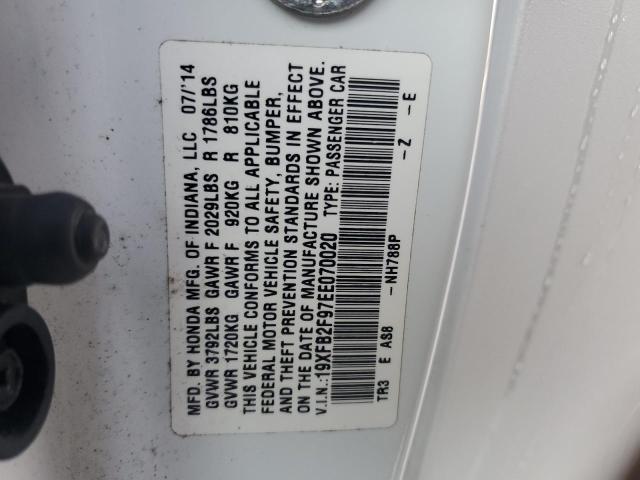 MFD. BY HONDA MFG. OF INDIANA, LLC 07/14
GVWR 3792LBS GAWR F 2029LBS R 1786LBS
GVWR 1720KG GAWR F 920KG R 810KG
THIS VEHICLE CONFORMS TO ALL APPLICABLE
FEDERAL MOTOR VEHICLE SAFETY, BUMPER,
AND THEFT PREVENTION STANDARDS IN EFFECT
ON THE DATE OF MANUFACTURE SHOWN ABOVE.
V.I.N.:19XFB2F97EE070020 TYPE: PASSENGER CAR
TR3 E AS8 -NH788P -Z -E